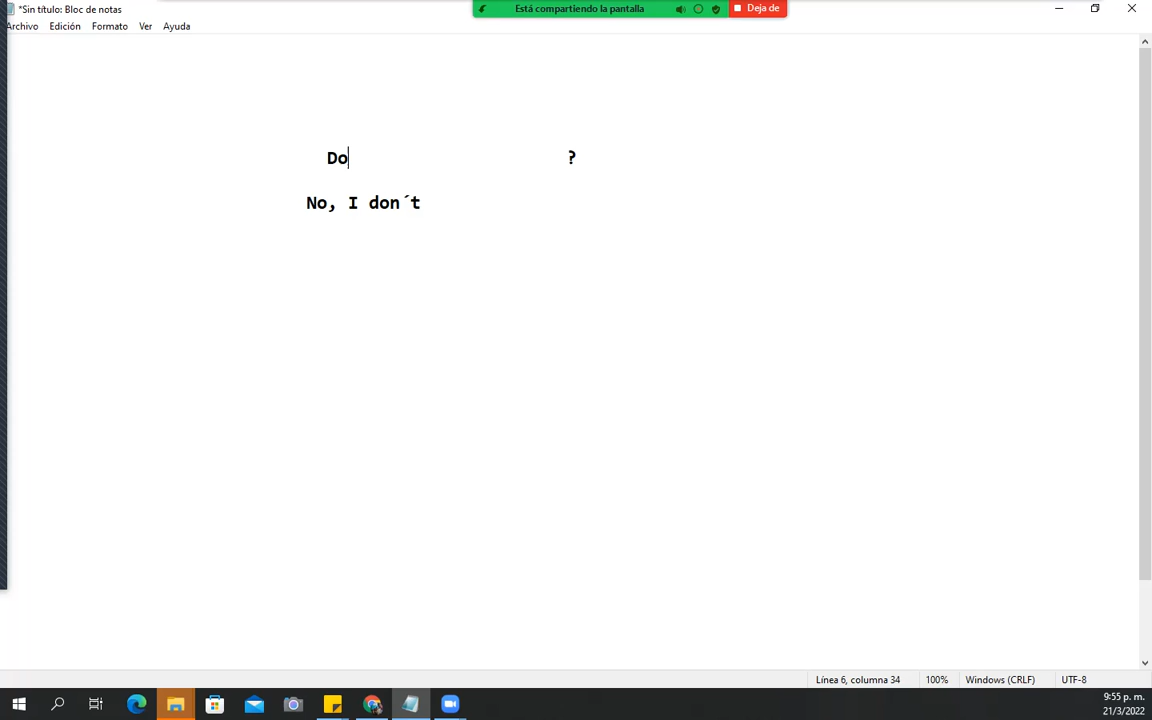 *Sin título: Bloc de notas
Está compartiendo la pantalla
Deja de
Archivo Edición Formato Ver Ayuda
Do ?
No, I don´t
Línea 6, columna 34 100% Windows (CRLF) UTF-8
9:55 p. m.
21/3/2022